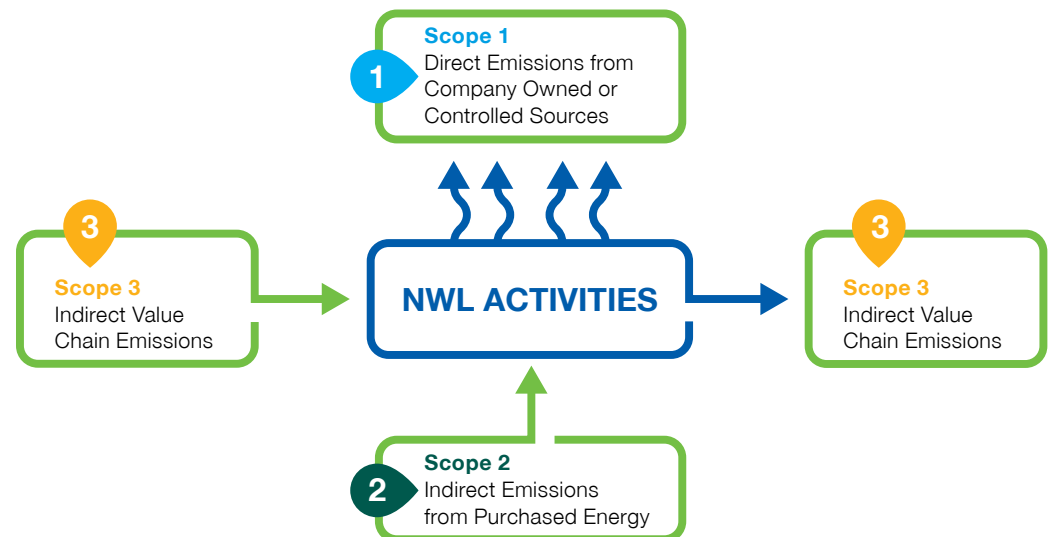 1
Scope 1
Direct Emissions from
Company Owned or
Controlled Sources
3
Scope 3
Indirect Value
Chain Emissions
NWL ACTIVITIES
3
Scope 3
Indirect Value
Chain Emissions
2
Scope 2
Indirect Emissions
from Purchased Energy